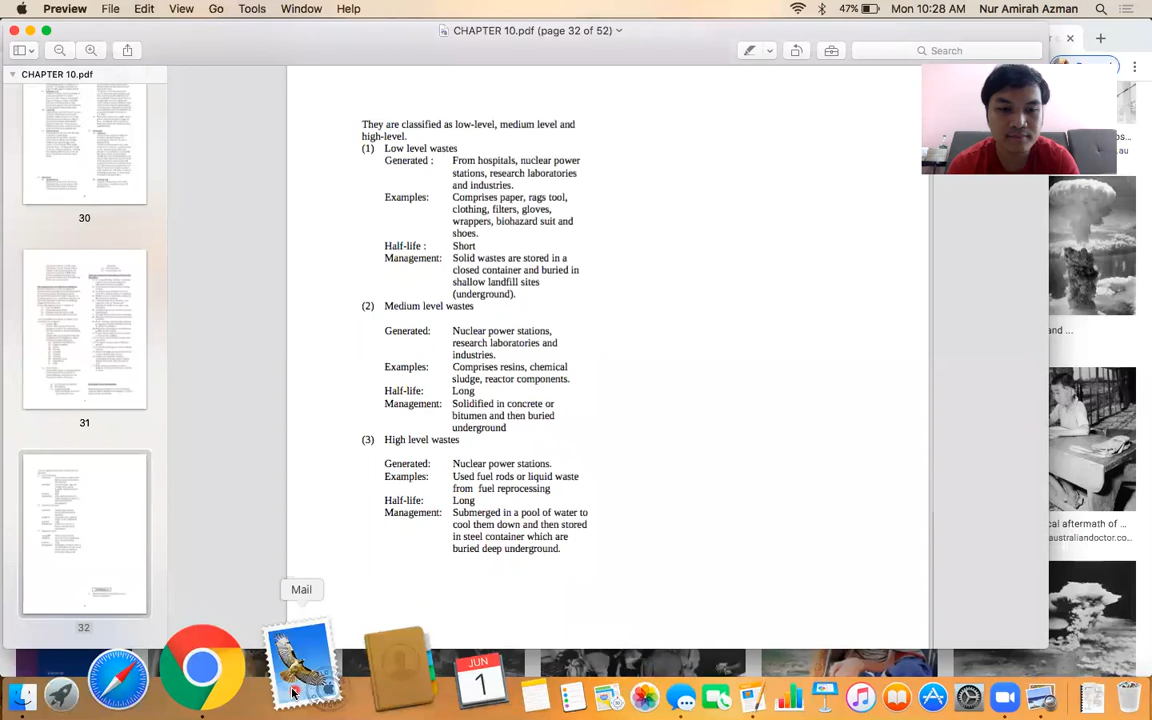 Preview File Edit View Go Tools Window Help 47% Mon 10:28 AM Nur Amirah Azman
CHAPTER 10.pdf (page 32 of 52)
Search
CHAPTER 10.pdf
30
31
32
They are classified as low-level, medium level and
high-level.
(1) Low level wastes
Generated : From hospitals, nuclear power
stations, research laboratories
and industries.
Examples: Comprises paper, rags tool,
clothing, filters, gloves,
wrappers, biohazard suit and
shoes.
Half-life : Short
Management: Solid wastes are stored in a
closed container and buried in
shallow landfill sites
(underground).
(2) Medium level wastes
Generated: Nuclear power stations,
research laboratories and
industries.
Examples: Comprises resins, chemical
sludge, reactor components.
Half-life: Long
Management: Solidified in concrete or
bitumen and then buried
underground
(3) High level wastes
Generated: Nuclear power stations.
Examples: Used fuel rods or liquid waste
from fuel reprocessing
Half-life: Long
Management: Submerged in a pool of water to
cool them down and then stored
in steel container which are
buried deep underground.
.au
and ...
cal aftermath of ...
australiandoctor.co...
Mail
JUN
1